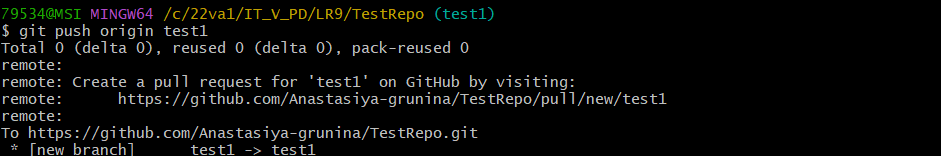 79534@MSI MINGW64 /c/22va1/IT_V_PD/LR9/TestRepo (test1)
$ git push origin test1
Total 0 (delta 0), reused 0 (delta 0), pack-reused 0
remote:
remote: Create a pull request for 'test1' on GitHub by visiting:
remote:      https://github.com/Anastasiya-grunina/TestRepo/pull/new/test1
remote:
To https://github.com/Anastasiya-grunina/TestRepo.git
 * [new branch]      test1 -> test1